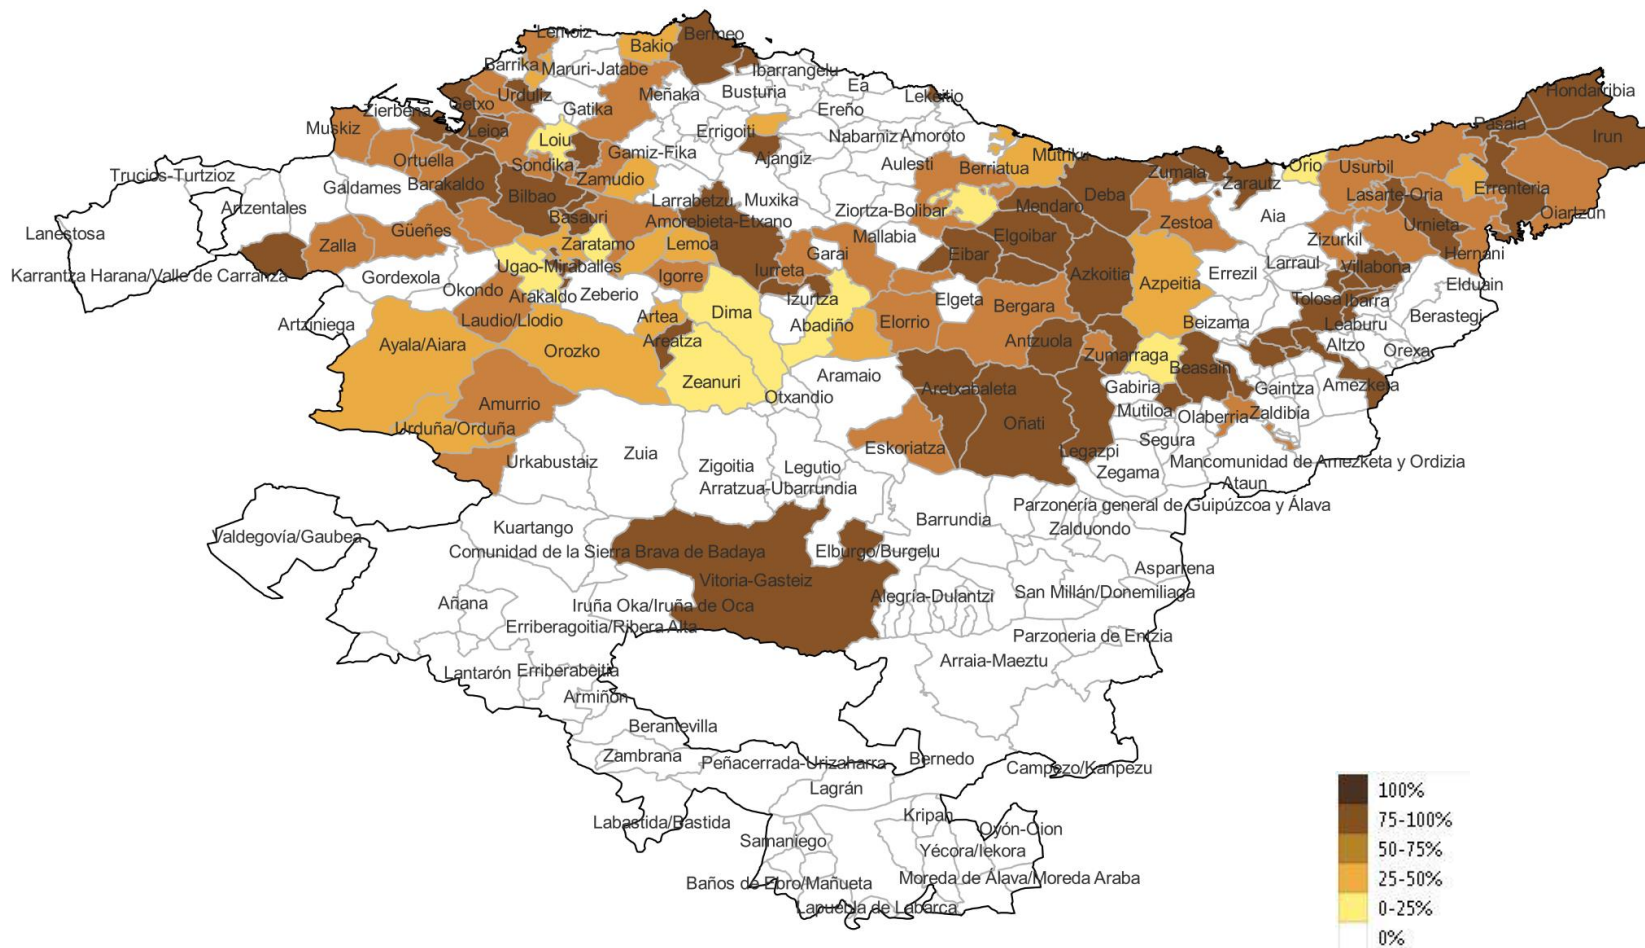 Lemoiz
Bakio
Bermeo
Barrika
Maruri-Jatabe
Ibarrangelu
Ea
Busturia
Meñaka
Urduliz
Getxo
Gatika
Zierbena
Ereño
Lekeitio
Hondarribia
Muskiz
Leioa
Loiu
Errigoiti
Nabarniz
Amoroto
Pasaia
Irun
Ortuella
Sondika
Gamiz-Fika
Ajangiz
Aulesti
Berriatua
Mutriku
Zumaia
Orio
Usurbil
Trucios-Turtzioz
Galdames
Barakaldo
Bilbao
Zamudio
Larrabetzu
Muxika
Deba
Zarautz
Lasarte-Oria
Errenteria
Artzentales
Basauri
Amorebieta-Etxano
Ziortza-Bolibar
Mendaro
Zestoa
Aia
Urnieta
Oiartzun
Lanestosa
Zalla
Güeñes
Zaratamo
Lemoa
Mallabia
Elgoibar
Zizurkil
Hernani
Karrantza Harana/Valle de Carranza
Gordexola
Ugao-Miraballes
Igorre
Iurreta
Garai
Eibar
Azkoitia
Azpeitia
Errezil
Larraul
Villabona
Elduain
Okondo
Arakaldo
Zeberio
Izurtza
Elgeta
Bergara
Tolosa
Ibarra
Artziniega
Laudio/Llodio
Artea
Dima
Abadiño
Elorrio
Beizama
Leaburu
Berastegi
Ayala/Aiara
Orozko
Areatza
Antzuola
Zumarraga
Altzo
Orexa
Zeanuri
Aramaio
Aretxabaleta
Beasain
Gabiria
Gaintza
Amezketa
Amurrio
Otxandio
Mutiloa
Olaberria
Zaldibia
Urduña/Orduña
Oñati
Eskoriatza
Legazpi
Segura
Zuia
Urkabustaiz
Zigoitia
Legutio
Zegama
Mancomunidad de Amezketa y Ordizia
Arratzua-Ubarrundia
Ataun
Parzonería general de Guipúzcoa y Álava
Kuartango
Barrundia
Zalduondo
Valdegovía/Gaubea
Comunidad de la Sierra Brava de Badaya
Elburgo/Burgelu
Asparrena
Vitoria-Gasteiz
Añana
Iruña Oka/Iruña de Oca
Alegría-Dulantzi
San Millán/Donemiliaga
Erriberagoitia/Ribera Alta
Parzoneria de Entzia
Lantarón
Erriberabeitia
Arraia-Maeztu
Armiñón
Berantevilla
Zambrana
Peñacerrada-Urizaharra
Bernedo
Campezo/Kanpezu
Lagrán
Labastida/Bastida
Kripan
Oyón-Oion
Samaniego
Yécora/Iekora
Baños de Ebro/Mañueta
Moreda de Álava/Moreda Araba
Lapuebla de Labarca
100%
75-100%
50-75%
25-50%
0-25%
0%